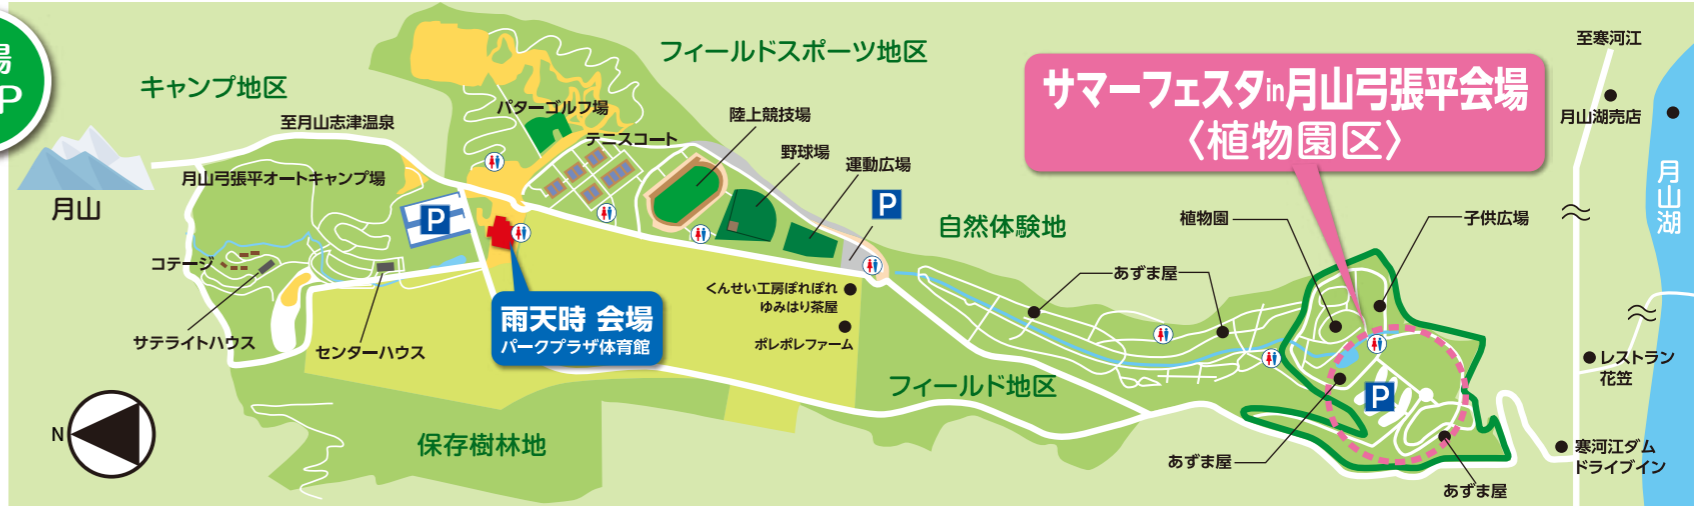 場
P
キャンプ地区
フィールドスポーツ地区
サマーフェスタin月山弓張平会場
〈植物園区〉
至寒河江
月山湖売店
月山湖
至月山志津温泉
パターゴルフ場
テニスコート
陸上競技場
野球場
運動広場
P
月山
月山弓張平オートキャンプ場
P
自然体験地
植物園
子供広場
コテージ
あずま屋
くんせい工房ぽれぽれ
ゆみはり茶屋
雨天時 会場
パークプラザ体育館
サテライトハウス
センターハウス
ポレポレファーム
フィールド地区
P
レストラン
花笠
N
保存樹林地
あずま屋
寒河江ダム
ドライブイン
あずま屋